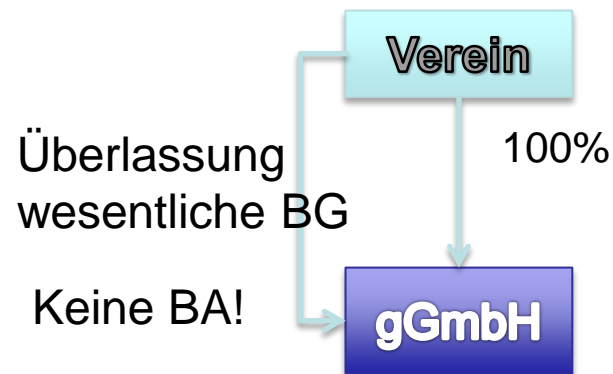 Verein
Überlassung
wesentliche BG
100%
Keine BA!
gGmbH